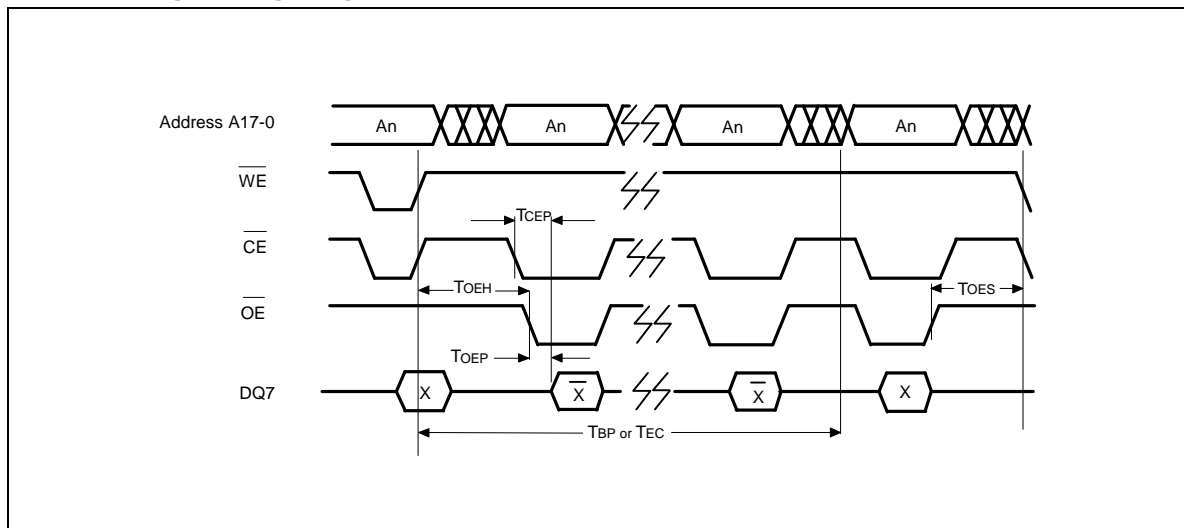 Address A17-0
An
An
An
An
WE
TCEP
CE
TOEH
TOES
OE
TOEP
DQ7
X
X
X
X
TBP or TEC